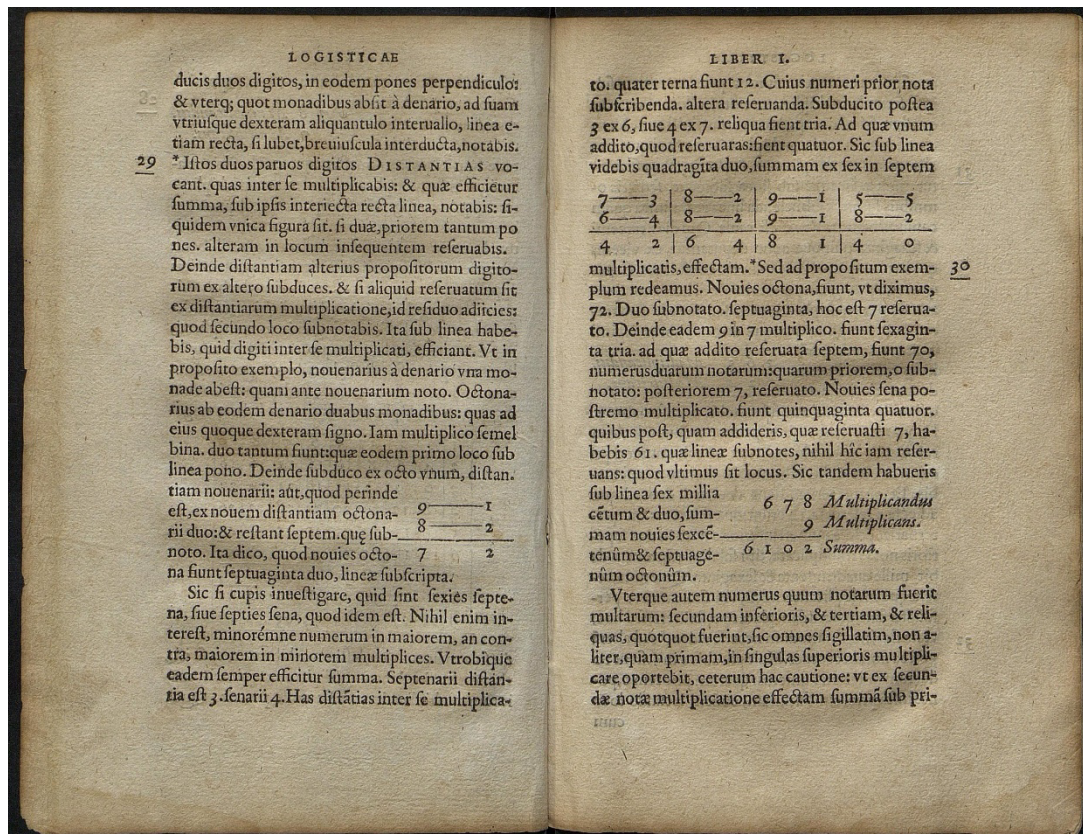 LOGISTICAE
ducis duos digitos, in eodem pones perpendiculo:
& vterq; quot monadibus absit à denario, ad suam
vtriusque dexteram aliquantulo interuallo, linea e-
tiam recta, si lubet, breuiuscula interducta, notabis.
29
*Istos duos paruos digitos DISTANTIAS vo-
cant. quas inter se multiplicabis: & quæ efficietur
summa, sub ipsis interiecta recta linea, notabis: si-
quidem vnica figura sit. si duæ, priorem tantum po
nes. alteram in locum insequentem reseruabis.
Deinde distantiam alterius propositorum digito-
rum ex altero subduces. & si aliquid reseruatum sit
ex distantiarum multiplicatione, id residuo adiicies:
quod secundo loco subnotabis. Ita sub linea habe-
bis, quid digiti inter se multiplicati, efficiant. Vt in
proposito exemplo, nouenarius à denario vna mo-
nade abest: quam ante nouenarium noto. Octona-
rius ab eodem denario duabus monadibus: quas ad
eius quoque dexteram signo. Iam multiplico semel
bina. duo tantum fiunt: quæ eodem primo loco sub
linea pono. Deinde subduco ex octo vnum, distan.
tiam nouenarii: aũt, quod perinde
est, ex nouem distantiam octona-
rii duo: & restant septem. quę sub-
noto. Ita dico, quod nouies octo-
9 — 1
8 — 2
7 2
na fiunt septuaginta duo, lineæ subscripta.
Sic si cupis inuestigare, quid sint sexies septe-
na, siue septies sena, quod idem est. Nihil enim in-
terest, minorémne numerum in maiorem, an con-
tra, maiorem in minorem multiplices. Vtrobique
eadem semper efficitur summa. Septenarii distan-
tia est 3. senarii 4. Has distãtias inter se multiplica-
LIBER I.
to. quater terna fiunt 12. Cuius numeri prior nota
subscribenda. altera reseruanda. Subducito postea
3 ex 6, siue 4 ex 7. reliqua fient tria. Ad quæ vnum
addito, quod reseruaras: fient quatuor. Sic sub linea
videbis quadragĩta duo, summam ex sex in septem
7 — 3 | 8 — 2 | 9 — 1 | 5 — 5
6 — 4 | 8 — 2 | 9 — 1 | 8 — 2
4 2 | 6 4 | 8 1 | 4 0
multiplicatis, effectam. *Sed ad propositum exem-
30
plum redeamus. Nouies octona, fiunt, vt diximus,
72. Duo subnotato. septuaginta, hoc est 7 reserua-
to. Deinde eadem 9 in 7 multiplico. fiunt sexagin-
ta tria. ad quæ addito reseruata septem, fiunt 70,
numerus duarum notarum: quarum priorem, 0 sub-
notato: posteriorem 7, reseruato. Nouies sena po-
stremo multiplicato. fiunt quinquaginta quatuor.
quibus post, quam addideris, quæ reseruasti 7, ha-
bebis 61. quæ lineæ subnotes, nihil hîc iam reser-
uans: quod vltimus sit locus. Sic tandem habueris
sub linea sex millia
cẽtum & duo, sum-
mam nouies sexcẽ-
tenûm & septuage-
nûm octonûm.
6 7 8 Multiplicandus
9 Multiplicans.
6 1 0 2 Summa.
Vterque autem numerus quum notarum fuerit
multarum: secundam inferioris, & tertiam, & reli-
quas, quotquot fuerint, sic omnes sigillatim, non a-
liter, quam primam, in singulas superioris multipli-
care oportebit, ceterum hac cautione: vt ex secun-
dæ notæ multiplicatione effectam summã sub pri-